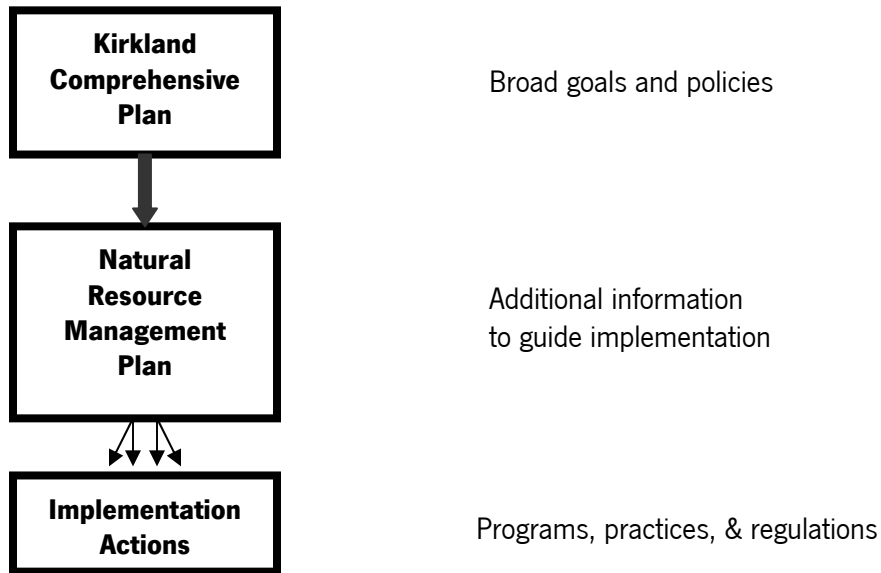 Kirkland
Comprehensive
Plan
Broad goals and policies
Natural
Resource
Management
Plan
Additional information
to guide implementation
Implementation
Actions
Programs, practices, & regulations